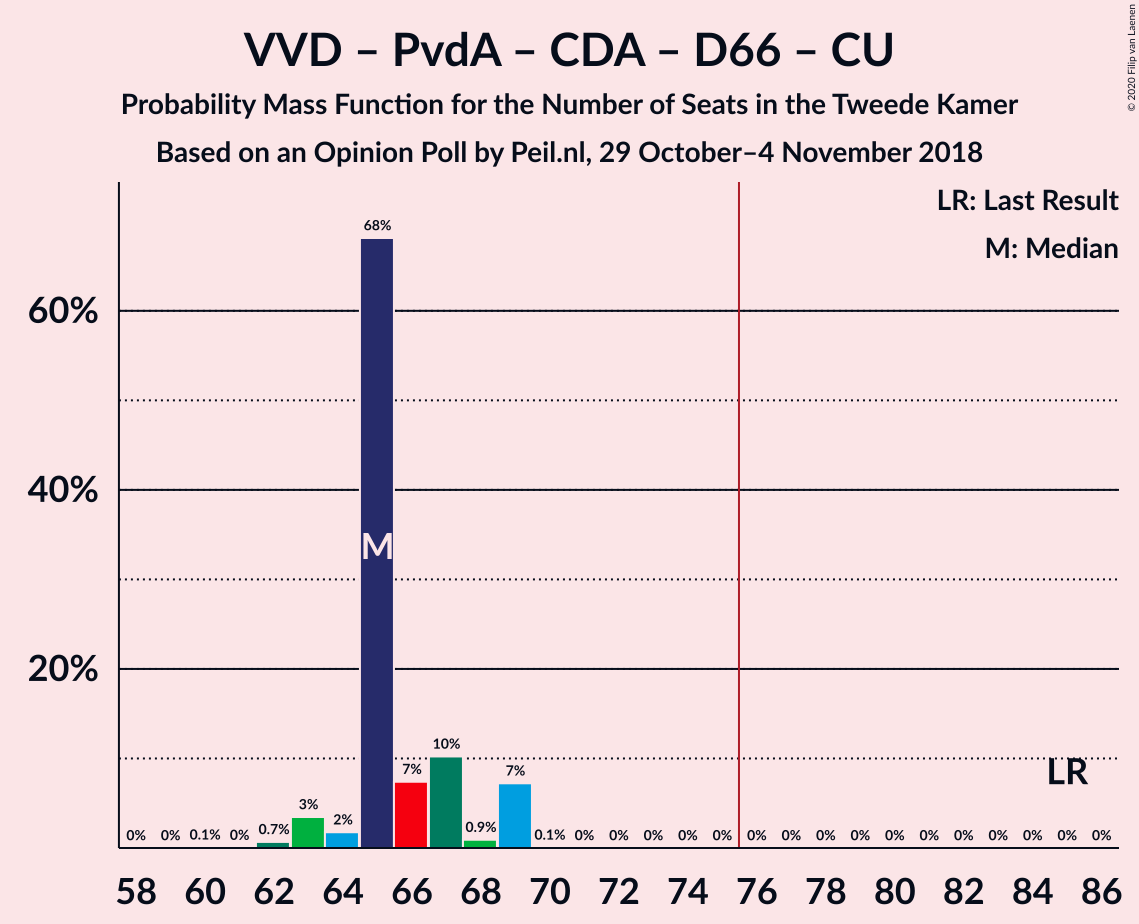 VVD – PvdA – CDA – D66 – CU
Probability Mass Function for the Number of Seats in the Tweede Kamer
Based on an Opinion Poll by Peil.nl, 29 October–4 November 2018
© 2020 Filip van Laenen
LR: Last Result
M: Median
60%
40%
20%
68%
M
LR
0% 0% 0.1% 0% 0.7% 3% 2% 7% 10% 0.9% 7% 0.1% 0% 0% 0% 0% 0% 0% 0% 0% 0% 0% 0% 0% 0% 0% 0% 0%
58 60 62 64 66 68 70 72 74 76 78 80 82 84 86